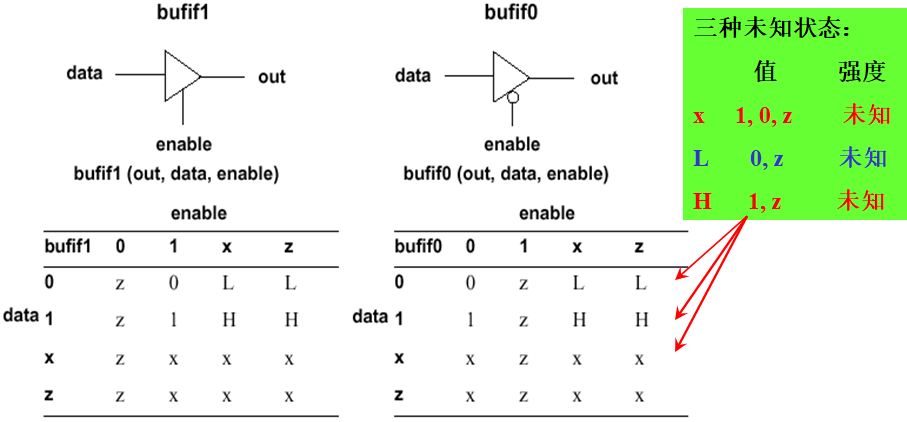 bufif1
data
out
enable
bufif1 (out, data, enable)
enable
bufif1 0 1 x z
0 z 0 L L
data 1 z 1 H H
x z x x x
z z x x x
bufif0
data
out
enable
bufif0 (out, data, enable)
enable
bufif0 0 1 x z
0 0 z L L
data 1 1 z H H
x x z x x
z x z x x
三种未知状态：
值 强度
x 1, 0, z 未知
L 0, z 未知
H 1, z 未知